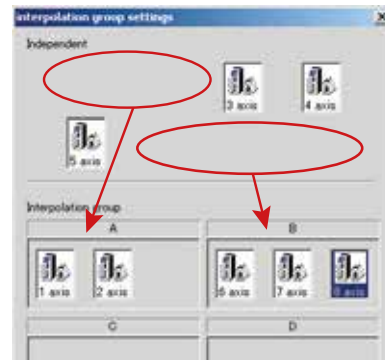 interpolation group settings
Independent
3 axis
4 axis
5 axis
Interpolation group
A
B
1 axis
2 axis
6 axis
7 axis
8 axis
C
D